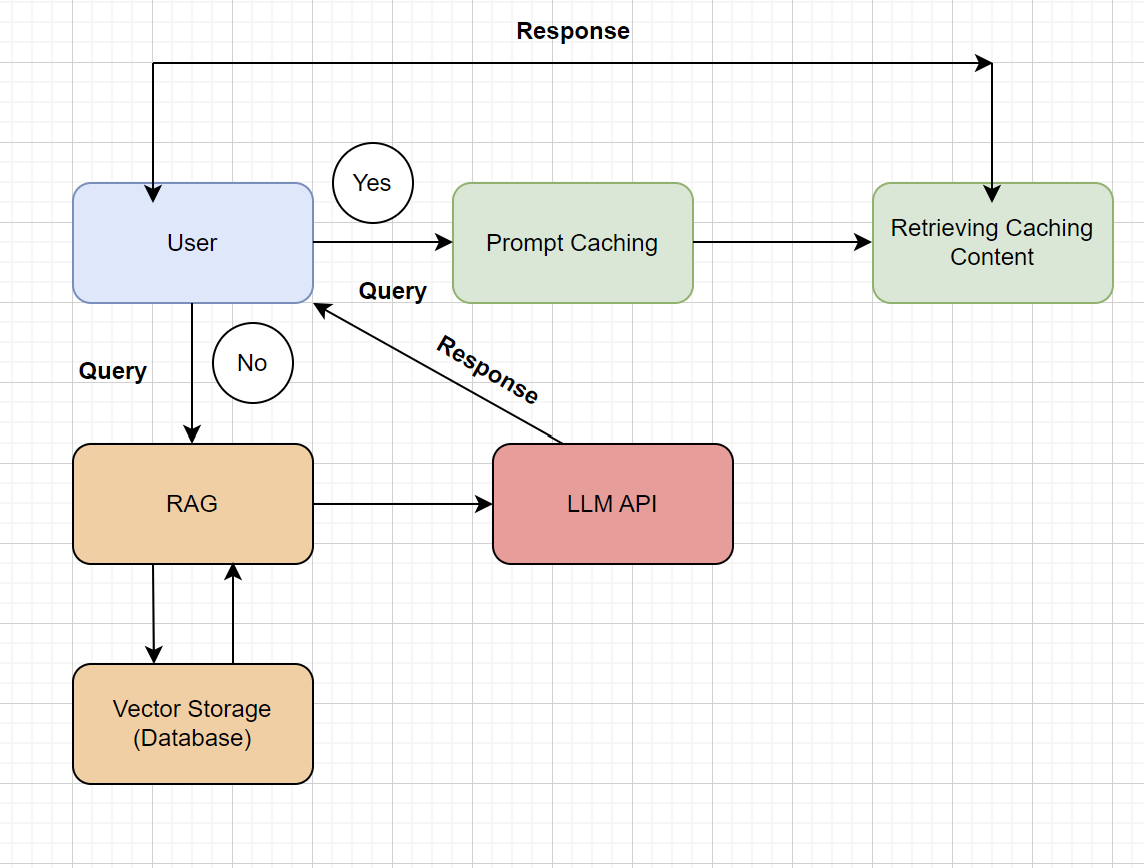 Response
Yes
User
Prompt Caching
Retrieving Caching
Content
Query
Response
Query
No
RAG
LLM API
Vector Storage
(Database)